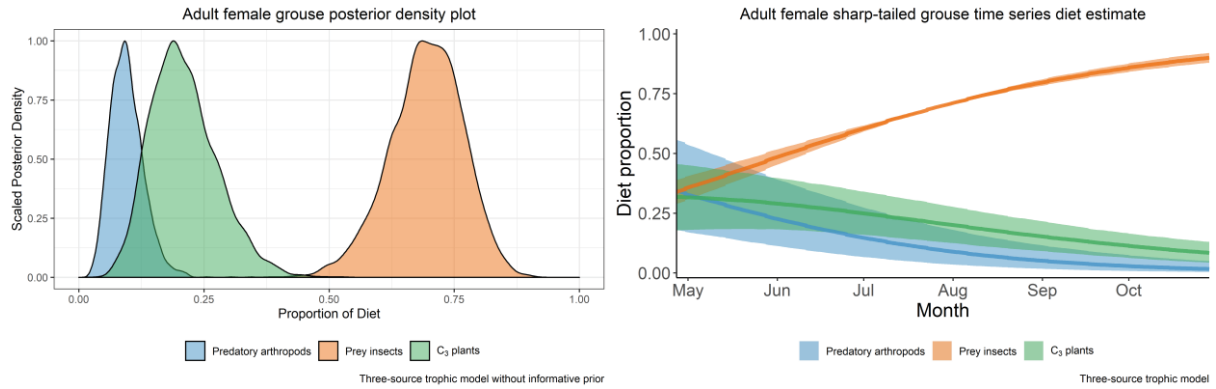 Adult female grouse posterior density plot
1.00
0.75
0.50
0.25
0.00
Scaled Posterior Density
0.00 0.25 0.50 0.75 1.00
Proportion of Diet
Predatory arthropods Prey insects C₃ plants
Three-source trophic model without informative prior
Adult female sharp-tailed grouse time series diet estimate
1.00
0.75
0.50
0.25
0.00
Diet proportion
May Jun Jul Aug Sep Oct
Month
Predatory arthropods Prey insects C₃ plants
Three-source trophic model